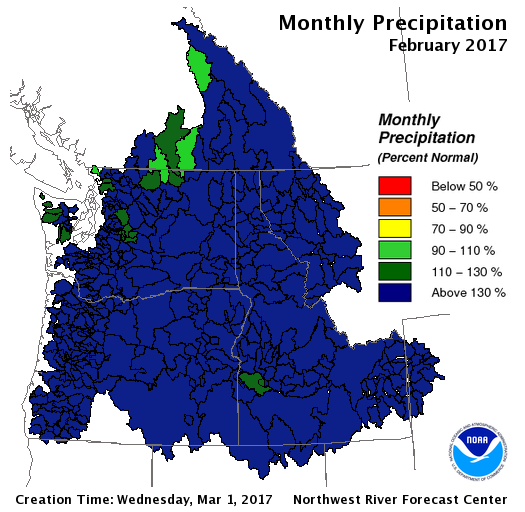 Monthly Precipitation
February 2017
Monthly
Precipitation
(Percent Normal)
Below 50 %
50 – 70 %
70 – 90 %
90 – 110 %
110 – 130 %
Above 130 %
NOAA
Creation Time: Wednesday, Mar 1, 2017 Northwest River Forecast Center